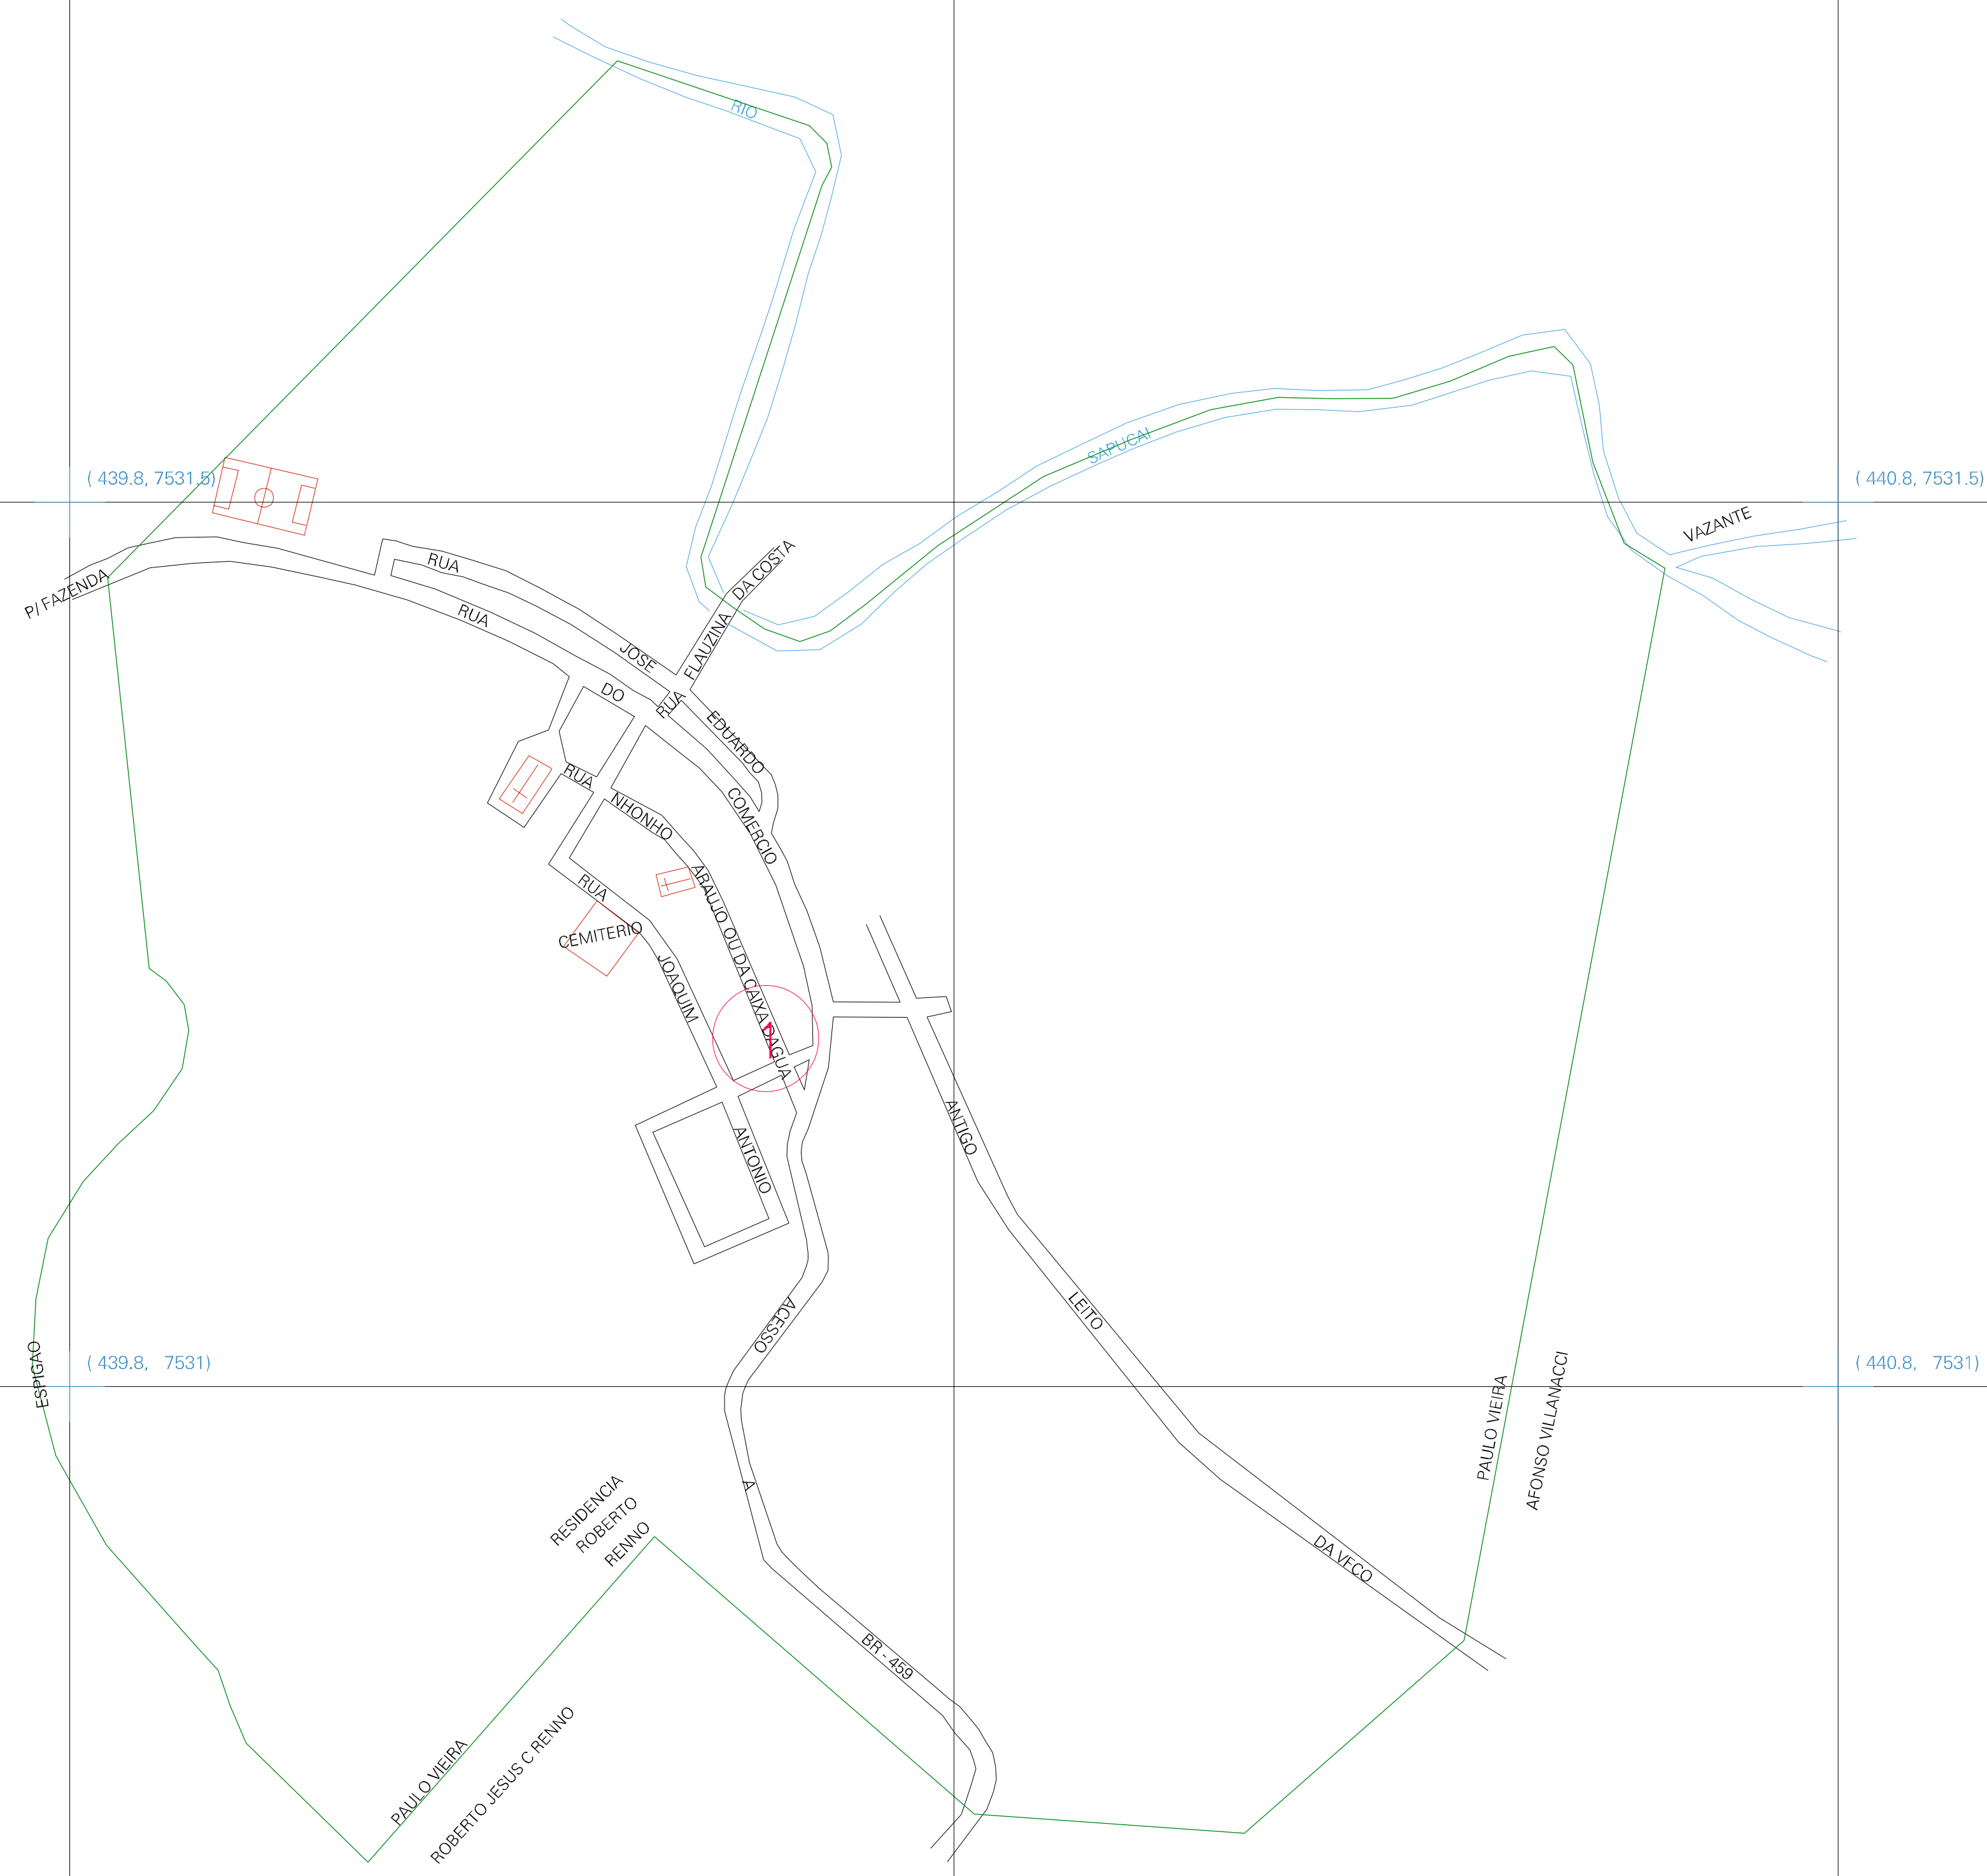 RIO
SAPUCAI
( 439.8, 7531.5)
( 440.8, 7531.5)
VAZANTE
P/ FAZENDA
RUA
RUA
JOSE
FLAUZINA
DA COSTA
DO
RUA
EDUARDO
RUA
NHONHO
COMERCIO
ARAUJO OU DA CAIXA DAGUA
RUA
CEMITERIO
JOAQUIM
1
ANTONIO
ANTIGO
LEITO
ACESSO
ESPIGAO
( 439.8, 7531)
( 440.8, 7531)
PAULO VIEIRA
AFONSO VILLANACCI
A
RESIDENCIA
ROBERTO
RENNO
DA VFCO
BR - 459
PAULO VIEIRA
ROBERTO JESUS C RENNO